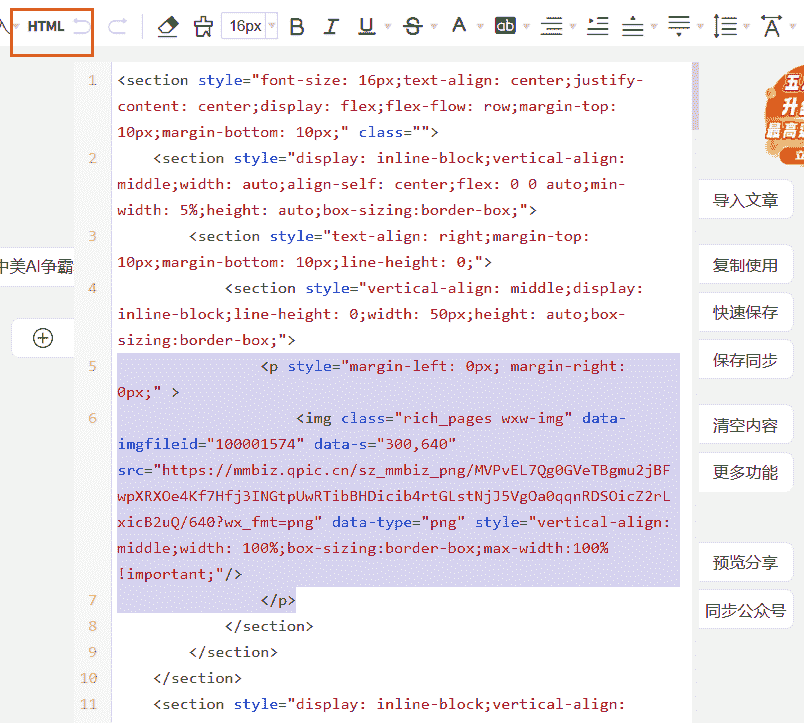 HTML
16px
B I U S A ab A
1 <section style="font-size: 16px;text-align: center;justify-
content: center;display: flex;flex-flow: row;margin-top:
10px;margin-bottom: 10px;" class="">
2 <section style="display: inline-block;vertical-align:
middle;width: auto;align-self: center;flex: 0 0 auto;min-
width: 5%;height: auto;box-sizing:border-box;">
3 <section style="text-align: right;margin-top:
10px;margin-bottom: 10px;line-height: 0;">
4 <section style="vertical-align: middle;display:
inline-block;line-height: 0;width: 50px;height: auto;box-
sizing:border-box;">
5 <p style="margin-left: 0px; margin-right:
0px;" >
6 <img class="rich_pages wxw-img" data-
imgfileid="100001574" data-s="300,640"
src="https://mmbiz.qpic.cn/sz_mmbiz_png/MVPvEL7Qg0GVeTBgmu2jBF
wpXRXOe4Kf7Hfj3INGtpUwRTibBHDicib4rtGLstNjJ5VgOa0qqnRDSOicZ2rL
xicB2uQ/640?wx_fmt=png" data-type="png" style="vertical-align:
middle;width: 100%;box-sizing:border-box;max-width:100%
!important;"/>
7 </p>
8 </section>
9 </section>
10 </section>
11 <section style="display: inline-block;vertical-align:
中美AI争霸
五
升
最高
导入文章
复制使用
快速保存
保存同步
清空内容
更多功能
预览分享
同步公众号